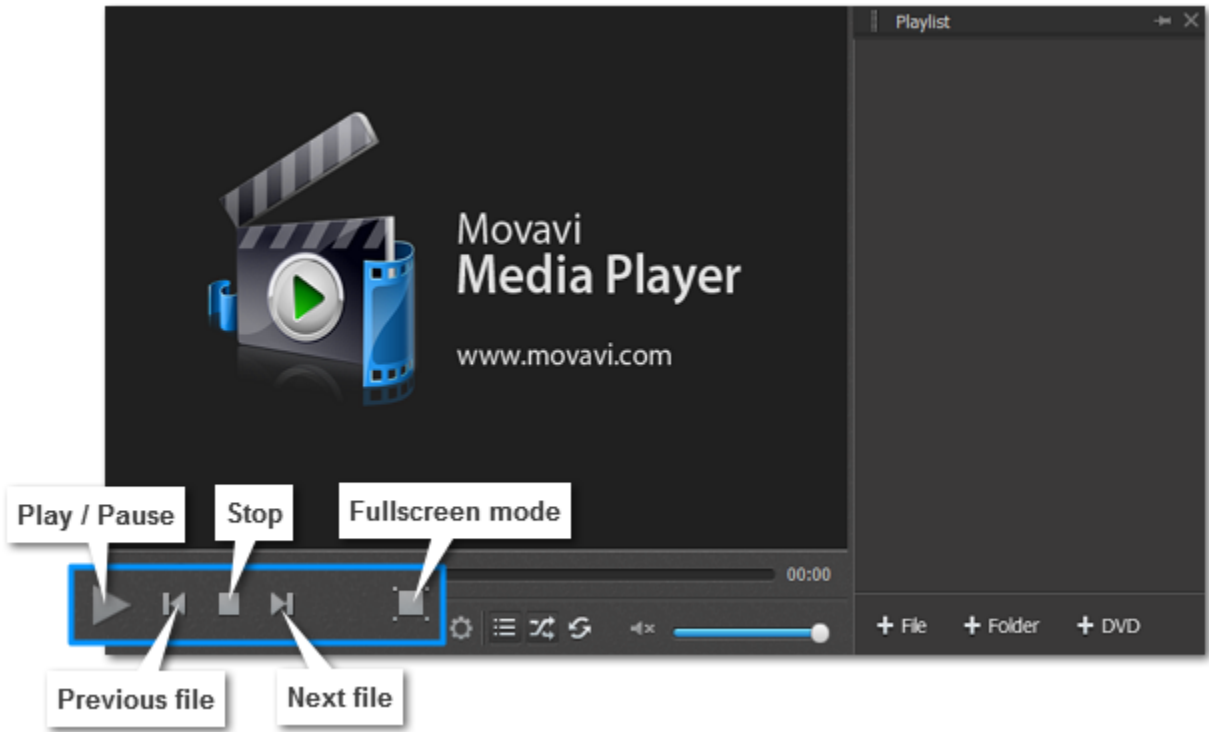 Playlist
Movavi
Media Player
www.movavi.com
Play / Pause
Stop
Fullscreen mode
00:00
+ File + Folder + DVD
Previous file
Next file